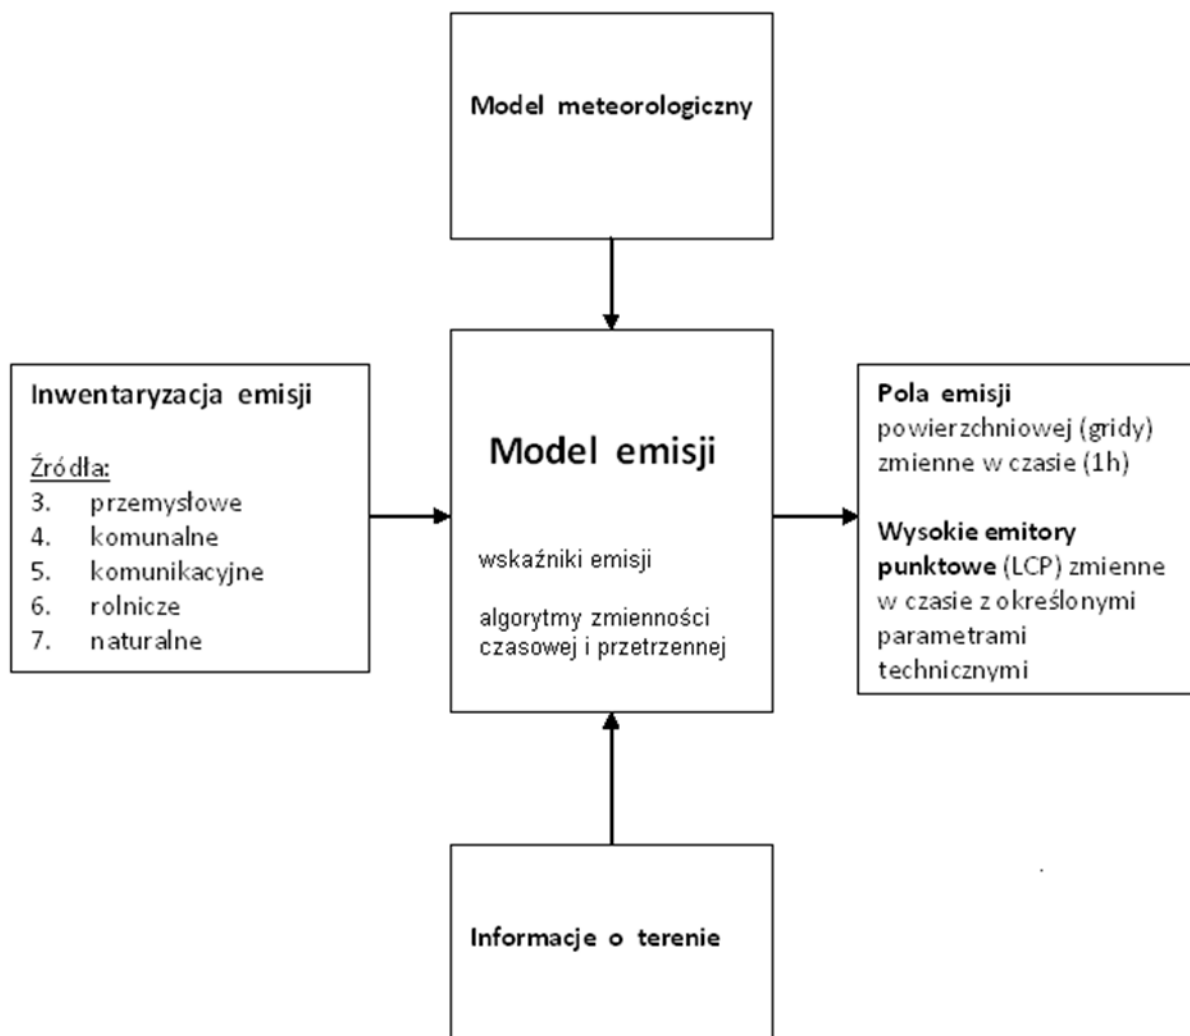 Model meteorologiczny
Inwentaryzacja emisji
Źródła:
3. przemysłowe
4. komunalne
5. komunikacyjne
6. rolnicze
7. naturalne
Model emisji
wskaźniki emisji
algorytmy zmienności
czasowej i przetrzennej
Pola emisji
powierzchniowej (gridy)
zmienne w czasie (1h)
Wysokie emitory
punktowe (LCP) zmienne
w czasie z określonymi
parametrami
technicznymi
Informacje o terenie